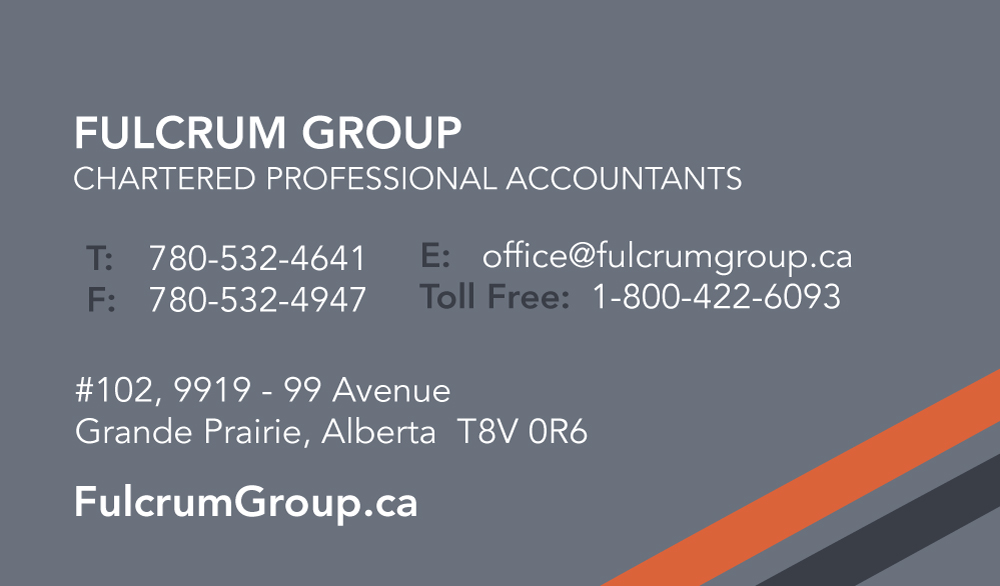 FULCRUM GROUP
CHARTERED PROFESSIONAL ACCOUNTANTS
T: 780-532-4641
F: 780-532-4947
E: office@fulcrumgroup.ca
Toll Free: 1-800-422-6093
#102, 9919 - 99 Avenue
Grande Prairie, Alberta  T8V 0R6
FulcrumGroup.ca